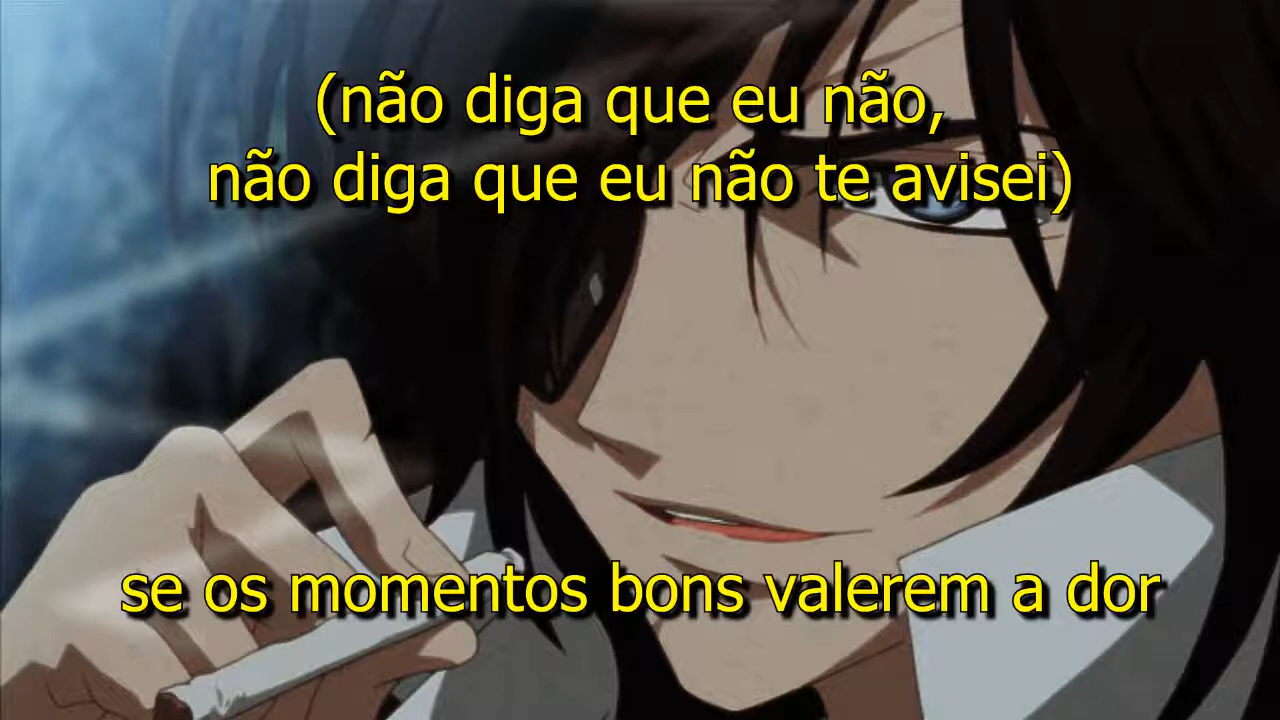 (não diga que eu não,
não diga que eu não te avisei)
se os momentos bons valerem a dor